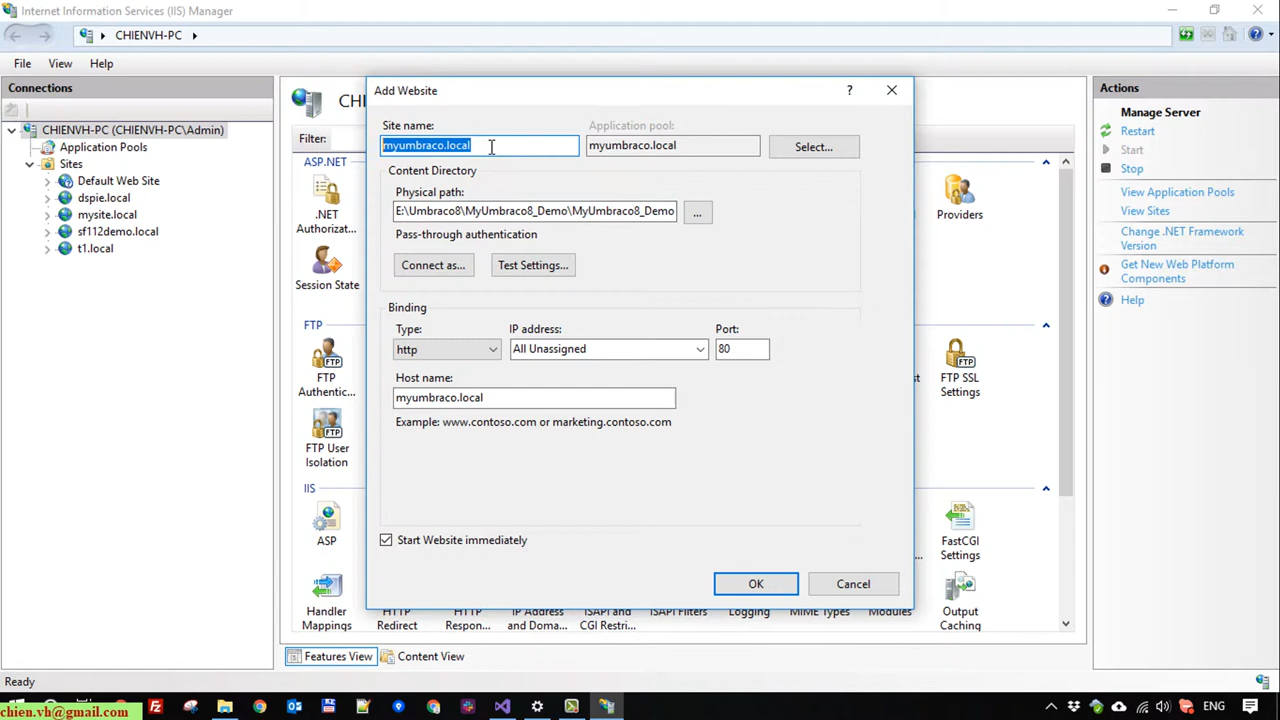 Internet Information Services (IIS) Manager
CHIENVH-PC
File View Help
Connections
CHIENVH-PC (CHIENVH-PC\Admin)
Application Pools
Sites
Default Web Site
dspie.local
mysite.local
sf112demo.local
t1.local
CHI
Filter:
ASP.NET
.NET
Authorizat...
Session State
Providers
FTP
FTP
Authentic...
FTP User
Isolation
FTP SSL
Settings
IIS
ASP
FastCGI
Settings
Handler
Mappings
HTTP
Redirect
HTTP
Respon...
IP Address
and Doma...
ISAPI and
CGI Restri...
ISAPI Filters
Logging
MIME Types
Modules
Output
Caching
Add Website
?
Site name:
myumbraco.local
Application pool:
myumbraco.local
Select...
Content Directory
Physical path:
E:\Umbraco8\MyUmbraco8_Demo\MyUmbraco8_Demo
...
Pass-through authentication
Connect as...
Test Settings...
Binding
Type:
http
IP address:
All Unassigned
Port:
80
Host name:
myumbraco.local
Example: www.contoso.com or marketing.contoso.com
Start Website immediately
OK
Cancel
Actions
Manage Server
Restart
Start
Stop
View Application Pools
View Sites
Change .NET Framework
Version
Get New Web Platform
Components
Help
Features View
Content View
Ready
chien.vh@gmail.com
ENG